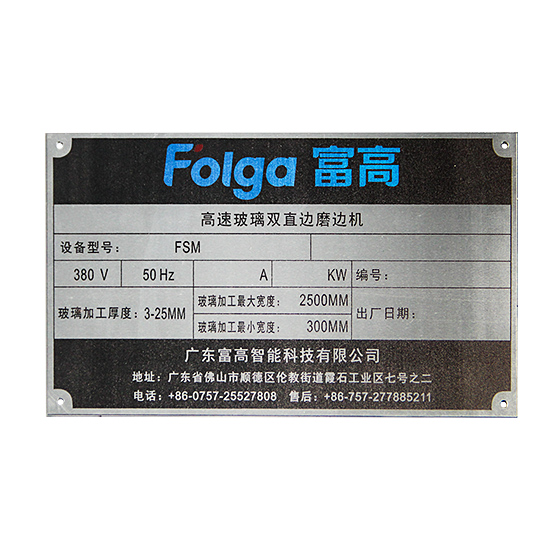 Folga 富高
高速玻璃双直边磨边机
设备型号： FSM
380 V 50 Hz A KW 编号：
玻璃加工厚度：3-25MM 玻璃加工最大宽度： 2500MM 出厂日期：
玻璃加工最小宽度： 300MM
广东富高智能科技有限公司
地址：广东省佛山市顺德区伦教街道霞石工业区七号之二
电话：+86-0757-25527808 售后：+86-757-277885211